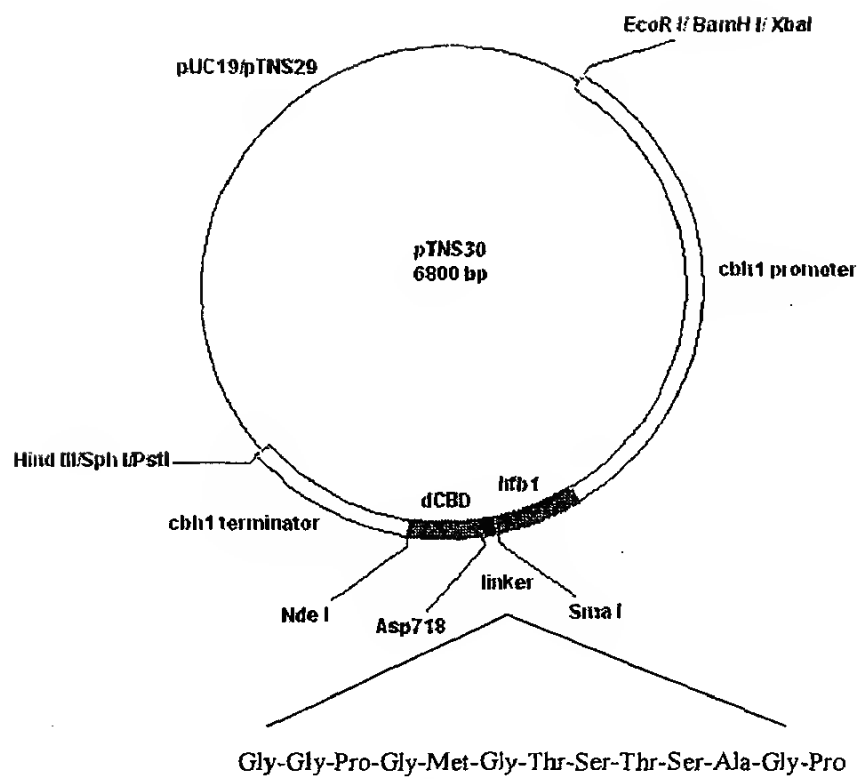 EcoR I/ BamH I/ XbaI
pUC19/pTNS29
pTNS30
6800 bp
cbh1 promoter
Hind III/Sph I/PstI
dCBD
hfb1
cbh1 terminator
linker
Nde I
Asp718
Sma I
Gly-Gly-Pro-Gly-Met-Gly-Thr-Ser-Thr-Ser-Ala-Gly-Pro